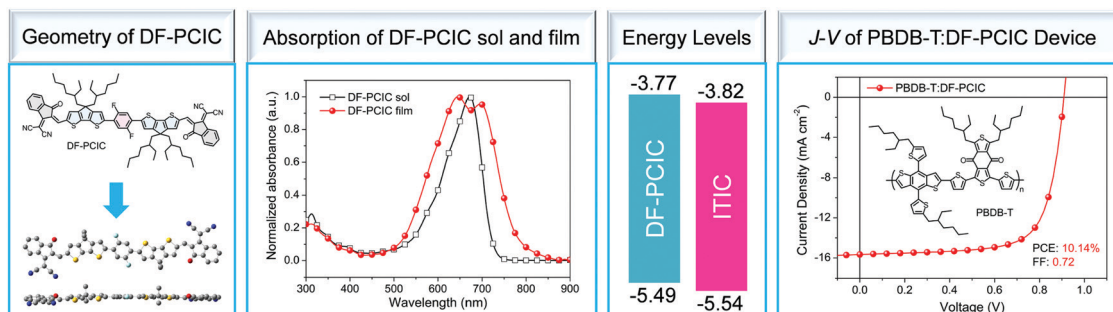 Geometry of DF-PCIC
Absorption of DF-PCIC sol and film
Energy Levels
J-V of PBDB-T:DF-PCIC Device
O
CN
NC
F
S
S
S
S
F
NC
CN
O
DF-PCIC
Normalized absorbance (a.u.)
1.0
0.8
0.6
0.4
0.2
0.0
DF-PCIC sol
DF-PCIC film
300 400 500 600 700 800 900
Wavelength (nm)
-3.77
DF-PCIC
-5.49
-3.82
ITIC
-5.54
Current Density (mA cm⁻²)
0
-4
-8
-12
-16
PBDB-T:DF-PCIC
S
S
S
S
S
S
S
S
O
O
n
PBDB-T
PCE: 10.14%
FF: 0.72
0.0 0.2 0.4 0.6 0.8 1.0
Voltage (V)